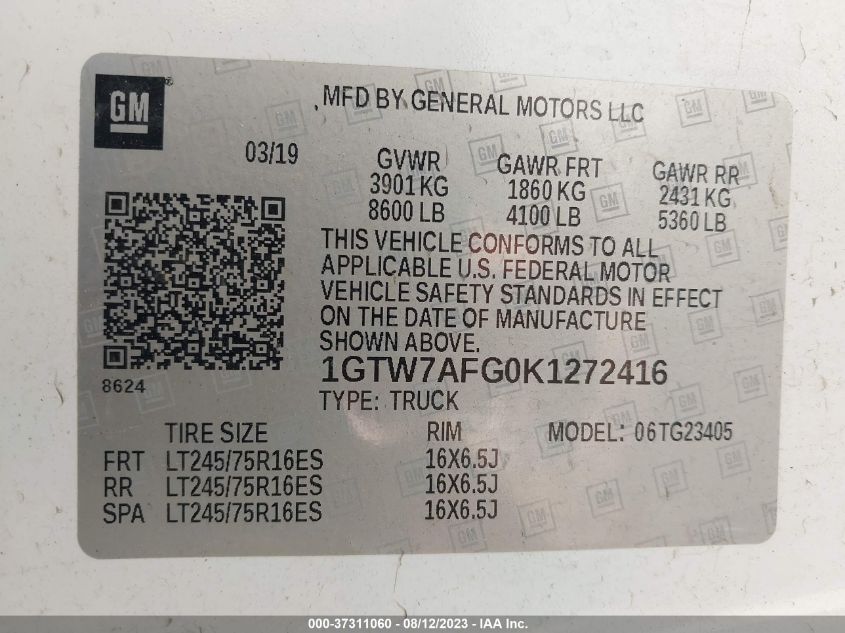 GM
MFD BY GENERAL MOTORS LLC
03/19
GVWR
3901 KG
8600 LB
GAWR FRT
1860 KG
4100 LB
GAWR RR
2431 KG
5360 LB
THIS VEHICLE CONFORMS TO ALL
APPLICABLE U.S. FEDERAL MOTOR
VEHICLE SAFETY STANDARDS IN EFFECT
ON THE DATE OF MANUFACTURE
SHOWN ABOVE.
8624
1GTW7AFG0K1272416
TYPE: TRUCK
TIRE SIZE RIM MODEL: 06TG23405
FRT LT245/75R16ES 16X6.5J
RR LT245/75R16ES 16X6.5J
SPA LT245/75R16ES 16X6.5J
000-37311060 - 08/12/2023 - IAA Inc.